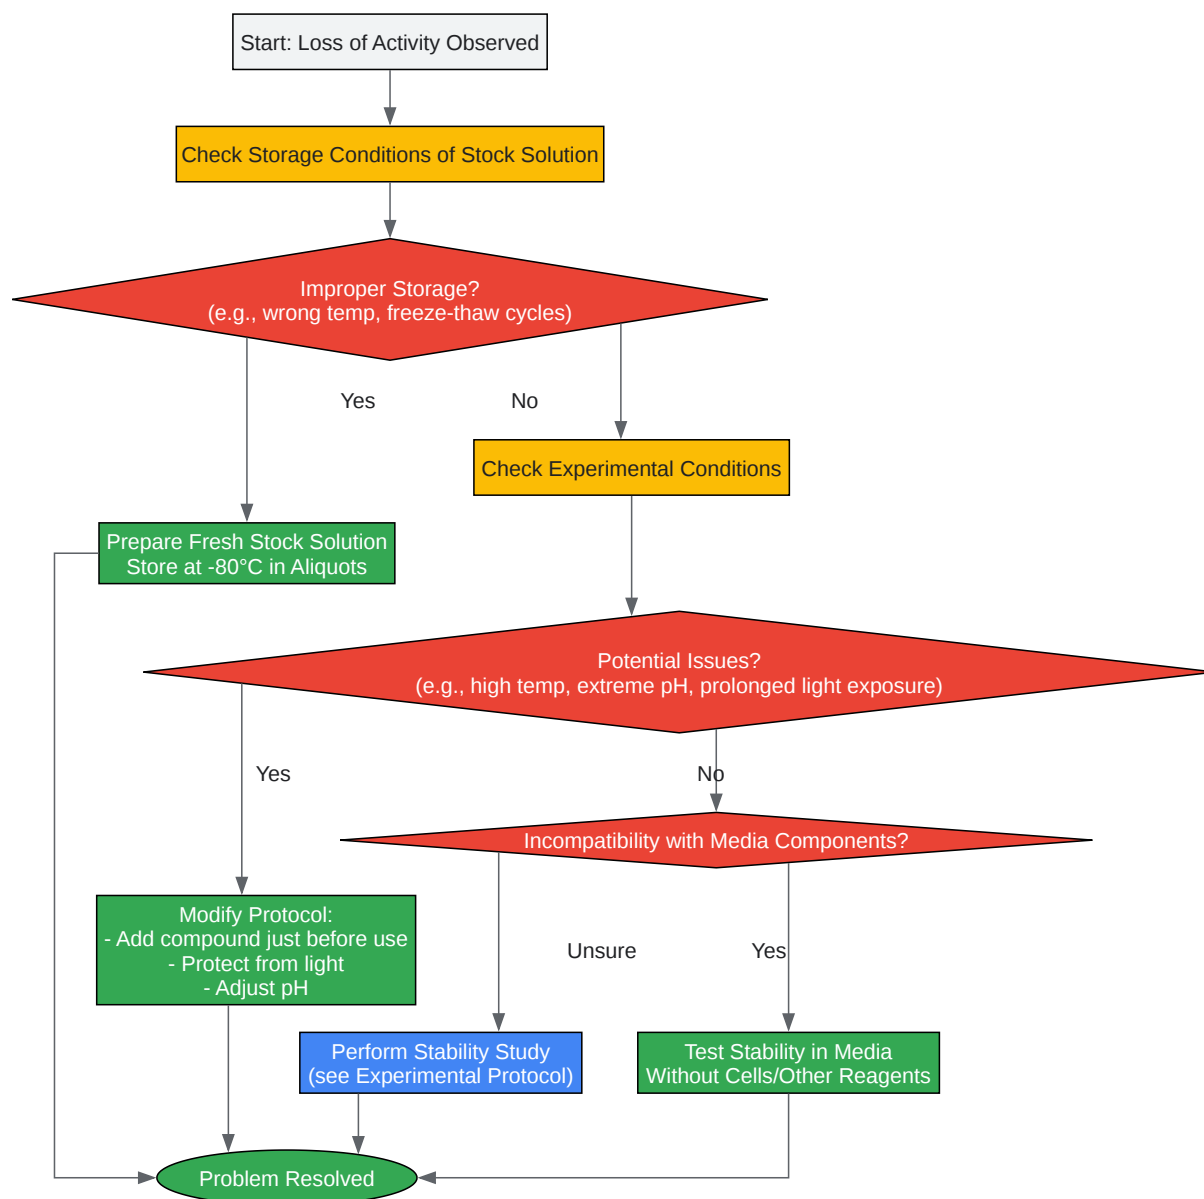 Start: Loss of Activity Observed
Check Storage Conditions of Stock Solution
Improper Storage?
(e.g., wrong temp, freeze-thaw cycles)
Yes
No
Check Experimental Conditions
Prepare Fresh Stock Solution
Store at -80°C in Aliquots
Potential Issues?
(e.g., high temp, extreme pH, prolonged light exposure)
Yes
No
Incompatibility with Media Components?
Modify Protocol:
- Add compound just before use
- Protect from light
- Adjust pH
Unsure
Yes
Perform Stability Study
(see Experimental Protocol)
Test Stability in Media
Without Cells/Other Reagents
Problem Resolved